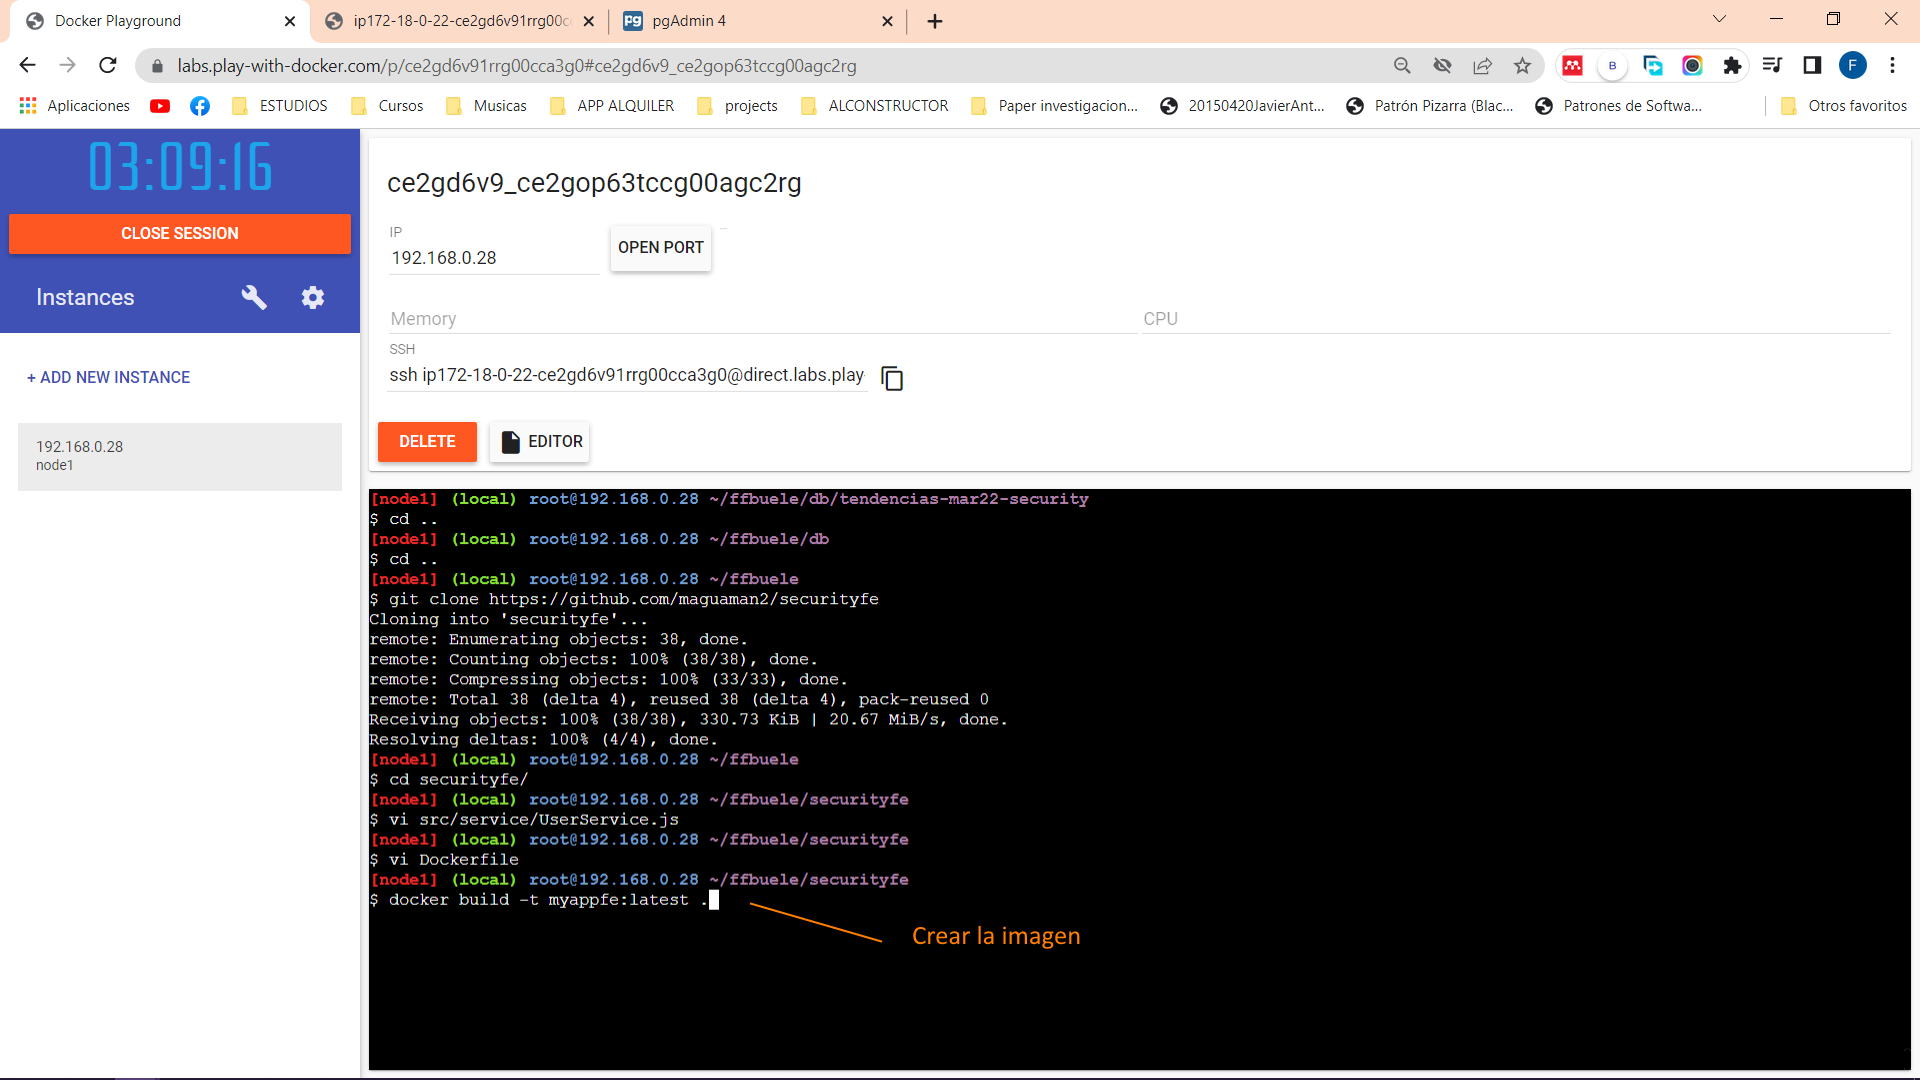 Docker Playground
ip172-18-0-22-ce2gd6v91rrg00c
pgAdmin 4
labs.play-with-docker.com/p/ce2gd6v91rrg00cca3g0#ce2gd6v9_ce2gop63tccg00agc2rg
B
F
Aplicaciones
ESTUDIOS
Cursos
Musicas
APP ALQUILER
projects
ALCONSTRUCTOR
Paper investigacion...
20150420JavierAnt...
Patrón Pizarra (Blac...
Patrones de Softwa...
Otros favoritos
03:09:16
CLOSE SESSION
Instances
+ ADD NEW INSTANCE
192.168.0.28
node1
ce2gd6v9_ce2gop63tccg00agc2rg
IP
192.168.0.28
OPEN PORT
Memory
CPU
SSH
ssh ip172-18-0-22-ce2gd6v91rrg00cca3g0@direct.labs.play
DELETE
EDITOR
[node1] (local) root@192.168.0.28 ~/ffbuele/db/tendencias-mar22-security
$ cd ..
[node1] (local) root@192.168.0.28 ~/ffbuele/db
$ cd ..
[node1] (local) root@192.168.0.28 ~/ffbuele
$ git clone https://github.com/maguaman2/securityfe
Cloning into 'securityfe'...
remote: Enumerating objects: 38, done.
remote: Counting objects: 100% (38/38), done.
remote: Compressing objects: 100% (33/33), done.
remote: Total 38 (delta 4), reused 38 (delta 4), pack-reused 0
Receiving objects: 100% (38/38), 330.73 KiB | 20.67 MiB/s, done.
Resolving deltas: 100% (4/4), done.
[node1] (local) root@192.168.0.28 ~/ffbuele
$ cd securityfe/
[node1] (local) root@192.168.0.28 ~/ffbuele/securityfe
$ vi src/service/UserService.js
[node1] (local) root@192.168.0.28 ~/ffbuele/securityfe
$ vi Dockerfile
[node1] (local) root@192.168.0.28 ~/ffbuele/securityfe
$ docker build -t myappfe:latest .
Crear la imagen